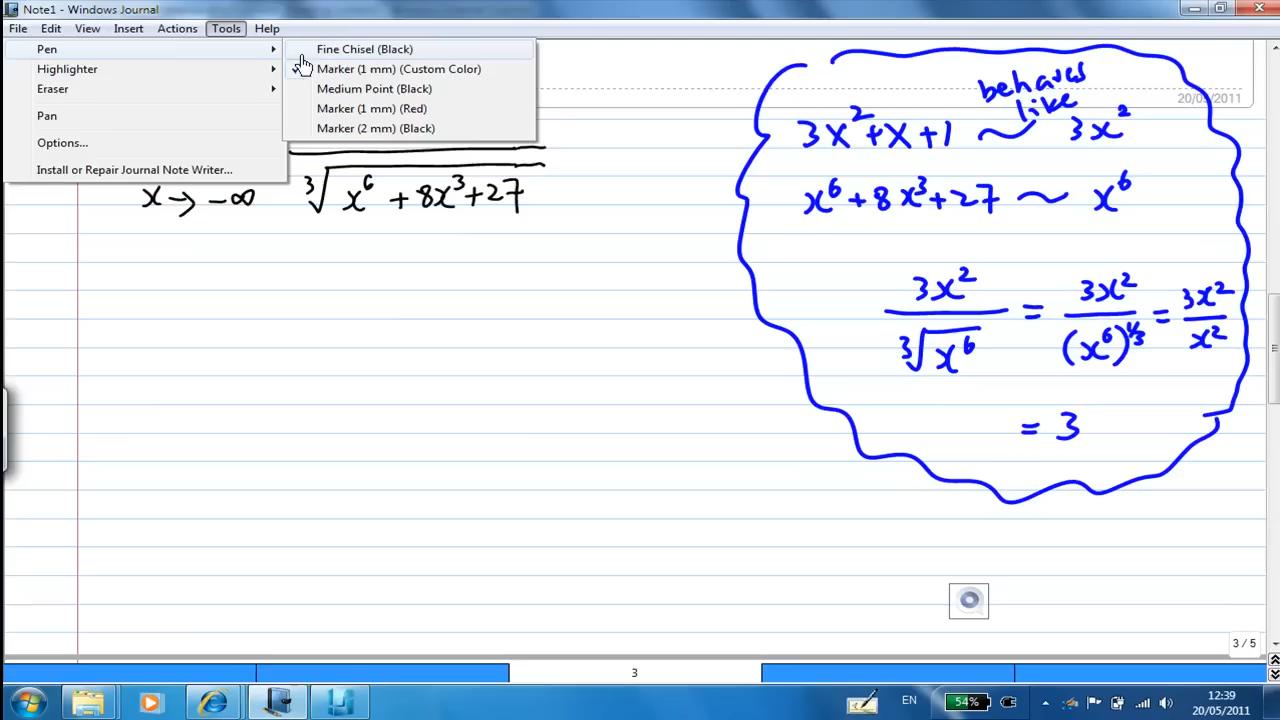 Note1 - Windows Journal
File Edit View Insert Actions Tools Help
Pen
Highlighter
Eraser
Pan
Options...
Install or Repair Journal Note Writer...
Fine Chisel (Black)
Marker (1 mm) (Custom Color)
Medium Point (Black)
Marker (1 mm) (Red)
Marker (2 mm) (Black)
20/05/2011
x → -∞ ∛(x⁶ + 8x³ + 27)
behaves
like
3x² + x + 1 ~ 3x²
x⁶ + 8x³ + 27 ~ x⁶
3x²/∛(x⁶) = 3x²/(x⁶)^(1/3) = 3x²/x²
= 3
3 / 5
3
EN 54% 12:39
20/05/2011